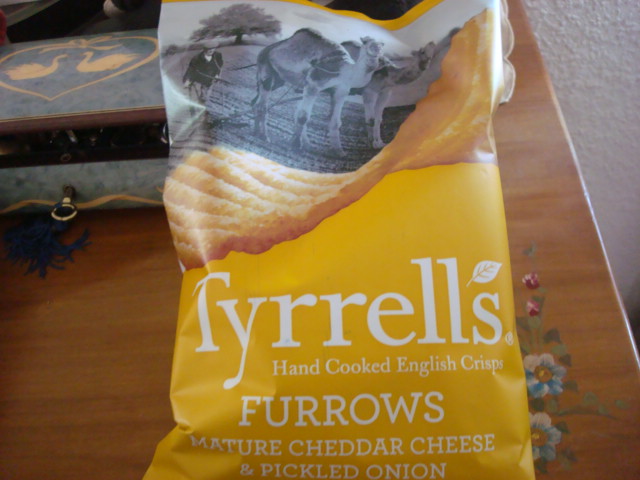 Tyrrells
Hand Cooked English Crisps
FURROWS
MATURE CHEDDAR CHEESE
& PICKLED ONION